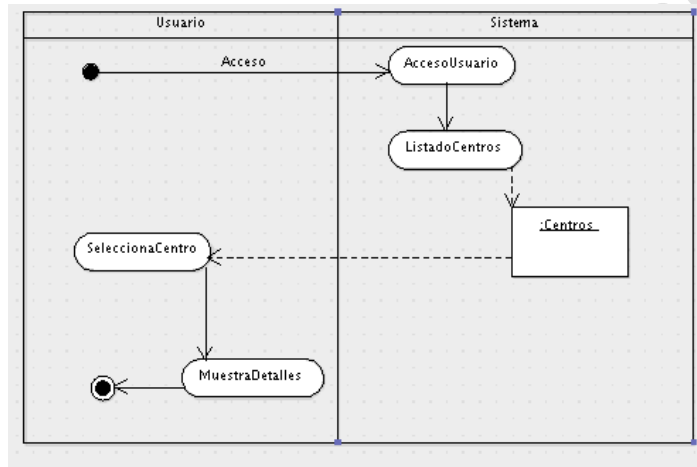 Usuario
Sistema
Acceso
AccesoUsuario
ListadoCentros
:Centros
SeleccionaCentro
MuestraDetalles